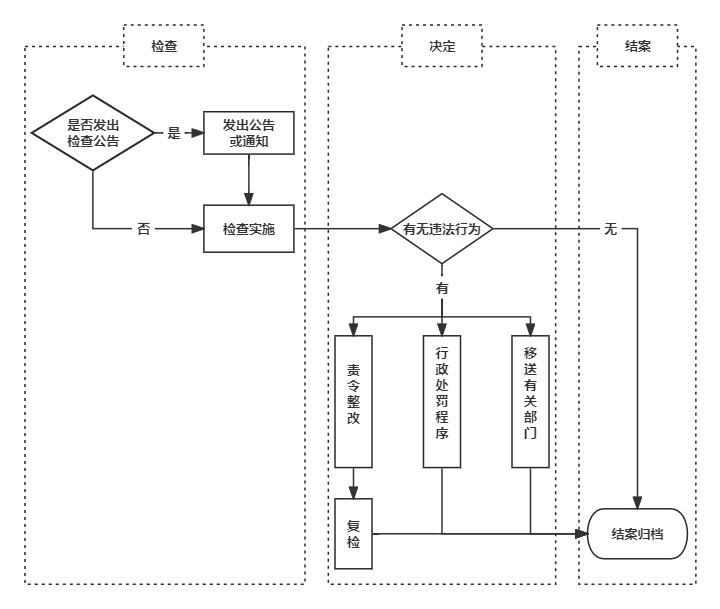 检查
决定
结案
是否发出
检查公告
是
发出公告
或通知
否
检查实施
有无违法行为
无
有
责令整改
行政处罚程序
移送有关部门
复检
结案归档